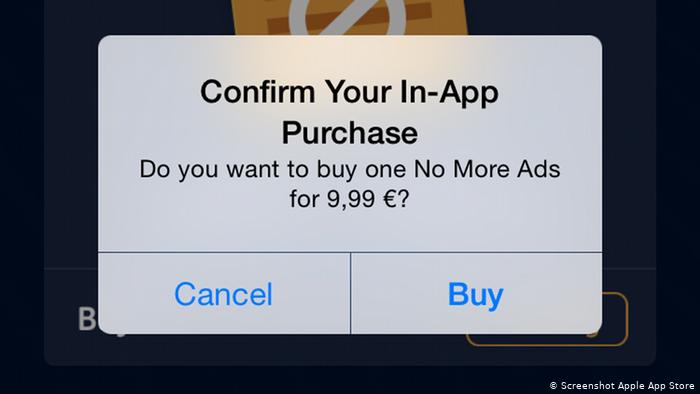 Confirm Your In-App
Purchase
Do you want to buy one No More Ads
for 9,99 €?
Cancel
Buy
© Screenshot Apple App Store